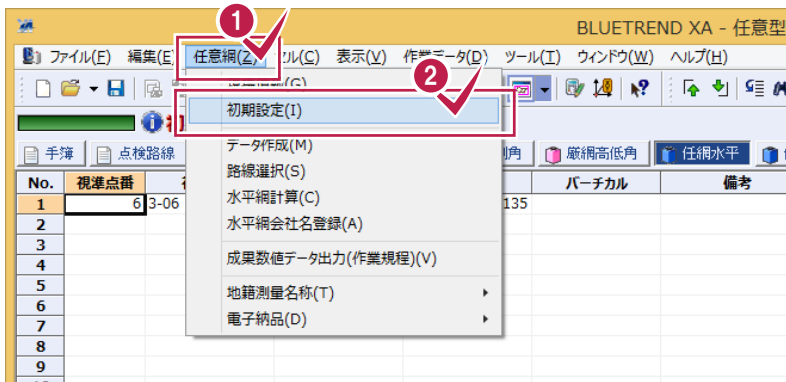 1
BLUETREND XA - 任意型
ファイル(F) 編集(E) 任意網(Z) (C) 表示(V) 作業データ(D) ツール(T) ウィンドウ(W) ヘルプ(H)
2
初期設定(I)
データ作成(M)
手簿 点検路線 厳網高低角 任網水平
路線選択(S)
No. 視準点番 バーチカル 備考
水平網計算(C)
1 6 3-06 135
水平網会社名登録(A)
2
3
成果数値データ出力(作業規程)(V)
4
5
地籍測量名称(T)
6
電子納品(D)
7
8
9